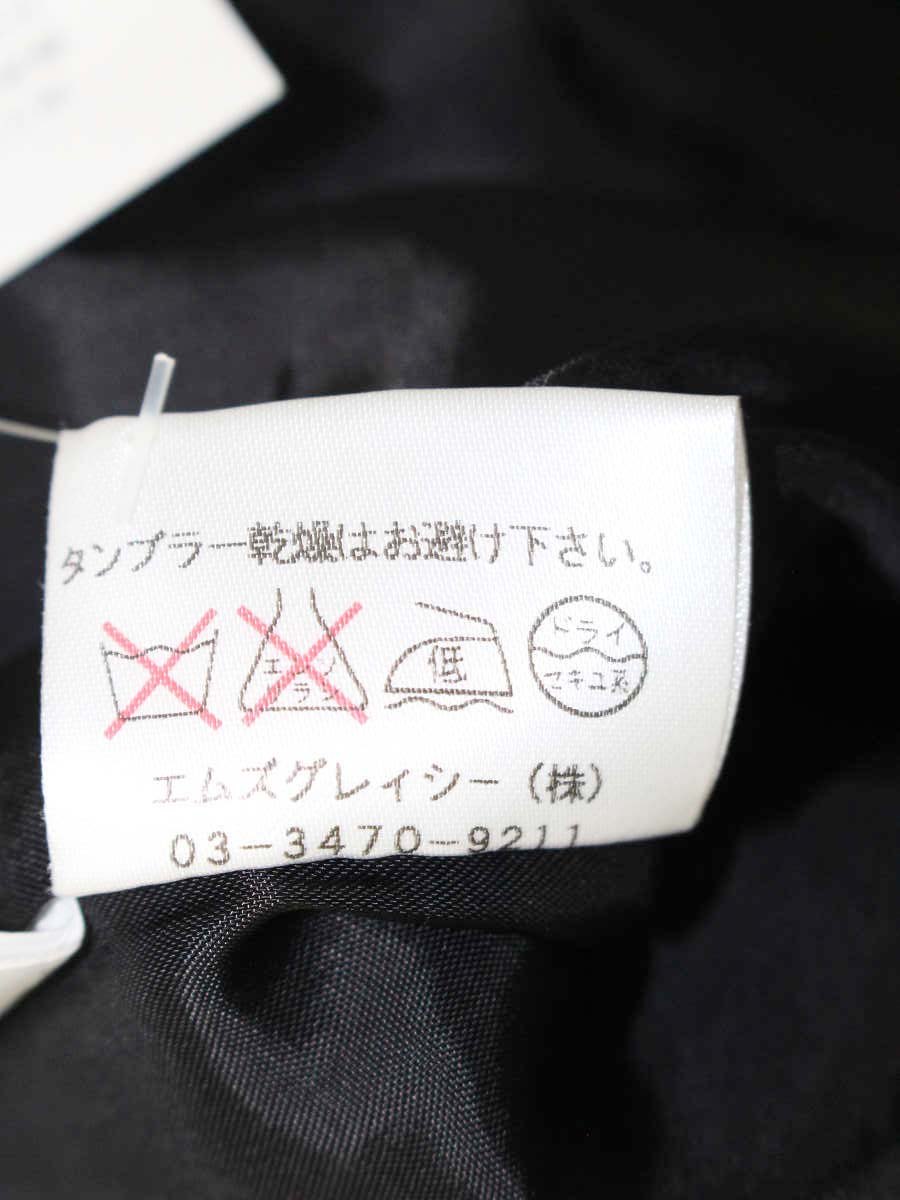 タンブラー乾燥はお避け下さい。
エンソ
ラン
低
ドライ
セキユ系
エムズグレイシー(株)
03-3470-9211